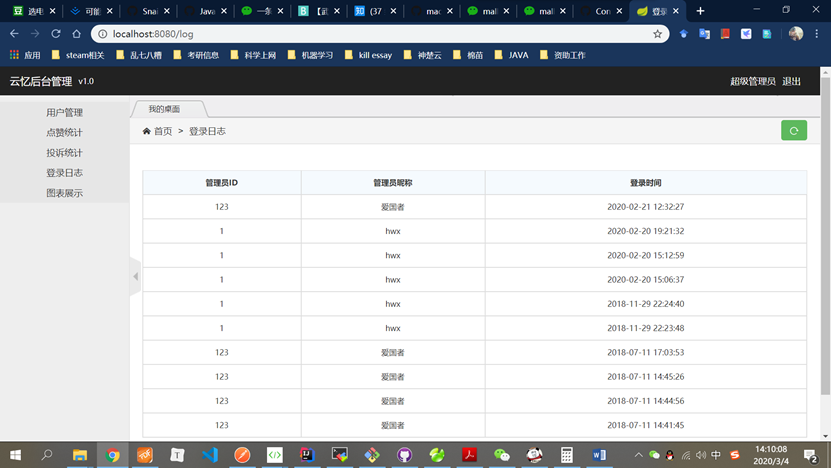 选电
可能
Snai
Java
一条
【武
(37
mac
mal
mal
Con
登录
localhost:8080/log
应用 steam相关 乱七八糟 考研信息 科学上网 机器学习 kill essay 神楚云 棉苗 JAVA 资助工作
云忆后台管理 v1.0 超级管理员 退出
用户管理
点赞统计
投诉统计
登录日志
图表展示
我的桌面
首页 > 登录日志
管理员ID 管理员昵称 登录时间
123 爱国者 2020-02-21 12:32:27
1 hwx 2020-02-20 19:21:32
1 hwx 2020-02-20 15:12:59
1 hwx 2020-02-20 15:06:37
1 hwx 2018-11-29 22:24:40
1 hwx 2018-11-29 22:23:48
123 爱国者 2018-07-11 17:03:53
123 爱国者 2018-07-11 14:45:26
123 爱国者 2018-07-11 14:44:56
123 爱国者 2018-07-11 14:41:45
中
14:10:08
2020/3/4
2